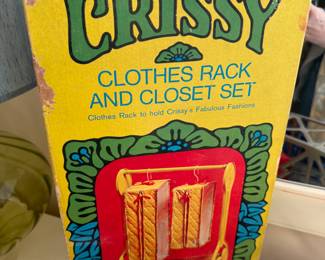 CRISSY
CLOTHES RACK
AND CLOSET SET
Clothes Rack to hold Crissy's Fabulous Fashions